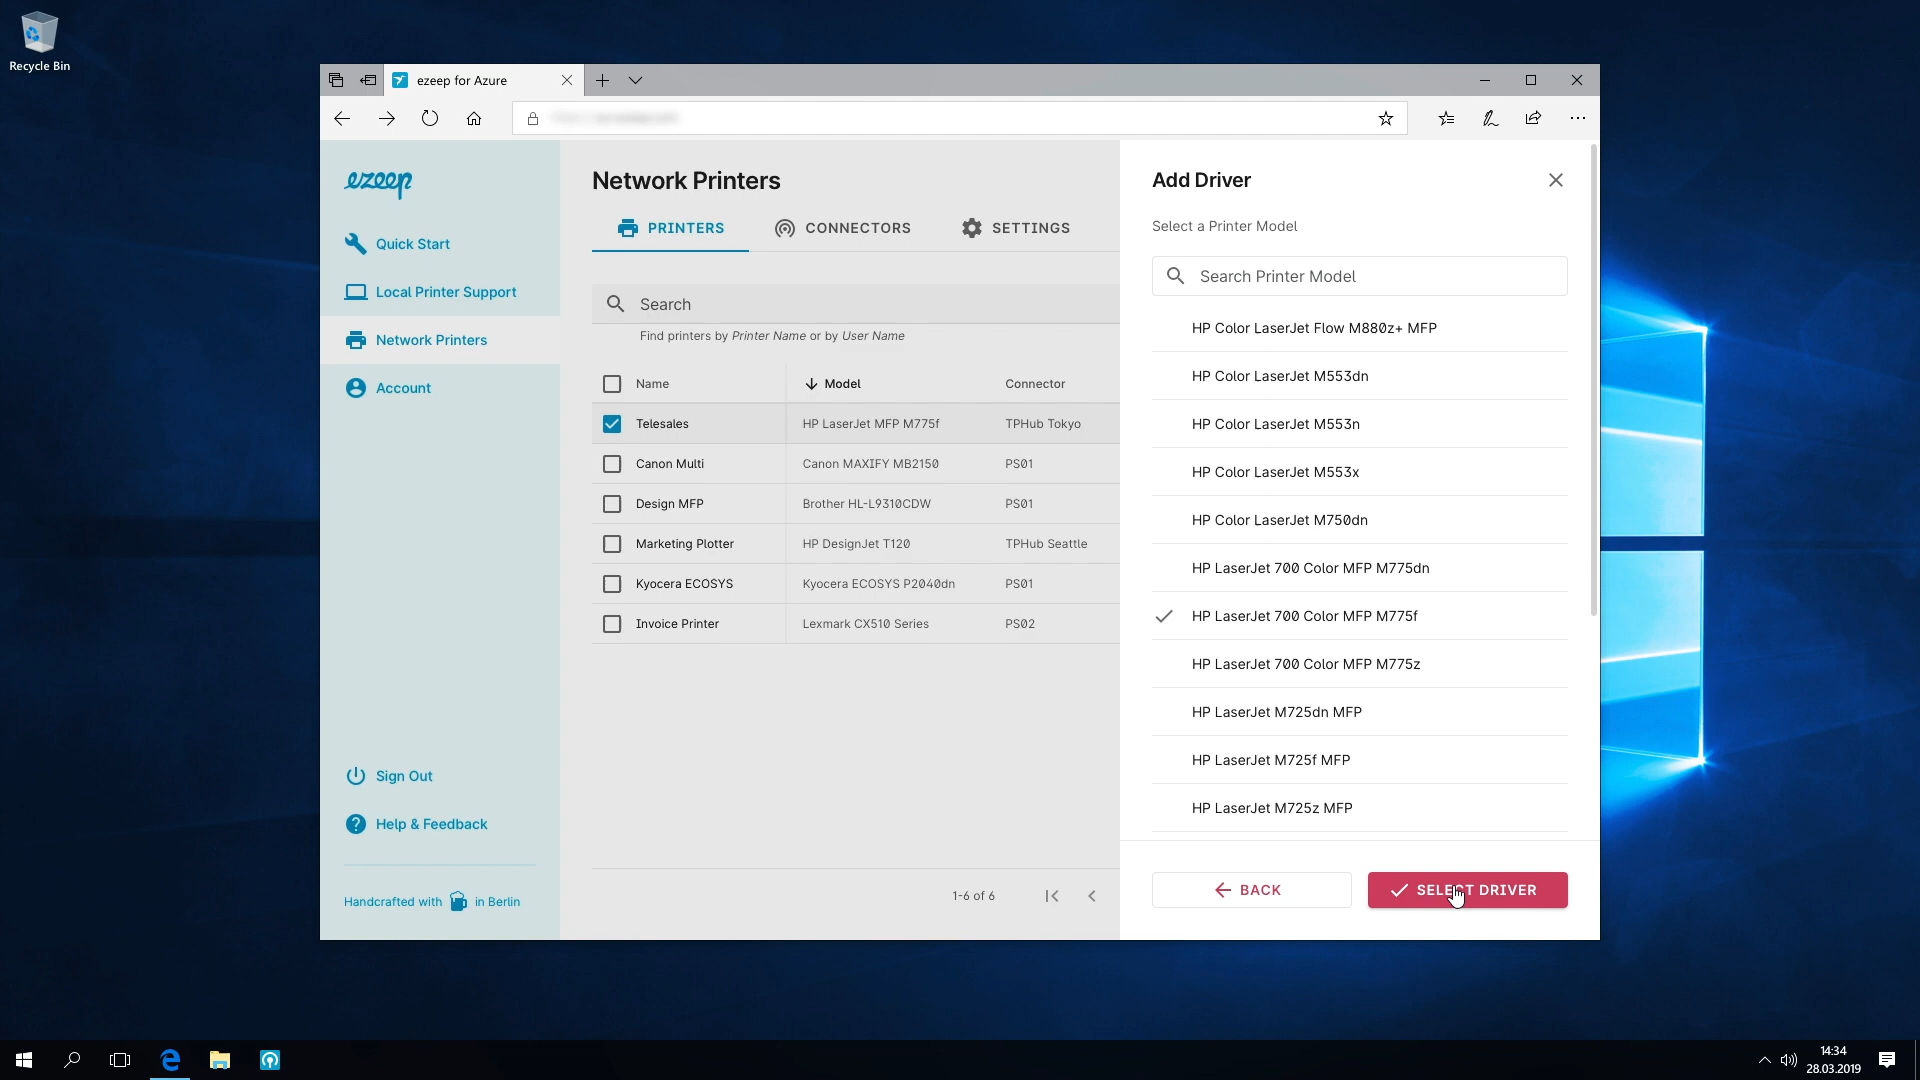 Recycle Bin
ezeep for Azure
ezeep
Quick Start
Local Printer Support
Network Printers
Account
Sign Out
Help & Feedback
Handcrafted with in Berlin
Network Printers
PRINTERS CONNECTORS SETTINGS
Search
Find printers by Printer Name or by User Name
Name Model Connector
Telesales HP LaserJet MFP M775f TPHub Tokyo
Canon Multi Canon MAXIFY MB2150 PS01
Design MFP Brother HL-L9310CDW PS01
Marketing Plotter HP DesignJet T120 TPHub Seattle
Kyocera ECOSYS Kyocera ECOSYS P2040dn PS01
Invoice Printer Lexmark CX510 Series PS02
1-6 of 6
Add Driver
Select a Printer Model
Search Printer Model
HP Color LaserJet Flow M880z+ MFP
HP Color LaserJet M553dn
HP Color LaserJet M553n
HP Color LaserJet M553x
HP Color LaserJet M750dn
HP LaserJet 700 Color MFP M775dn
HP LaserJet 700 Color MFP M775f
HP LaserJet 700 Color MFP M775z
HP LaserJet M725dn MFP
HP LaserJet M725f MFP
HP LaserJet M725z MFP
BACK
SELECT DRIVER
14:34
28.03.2019